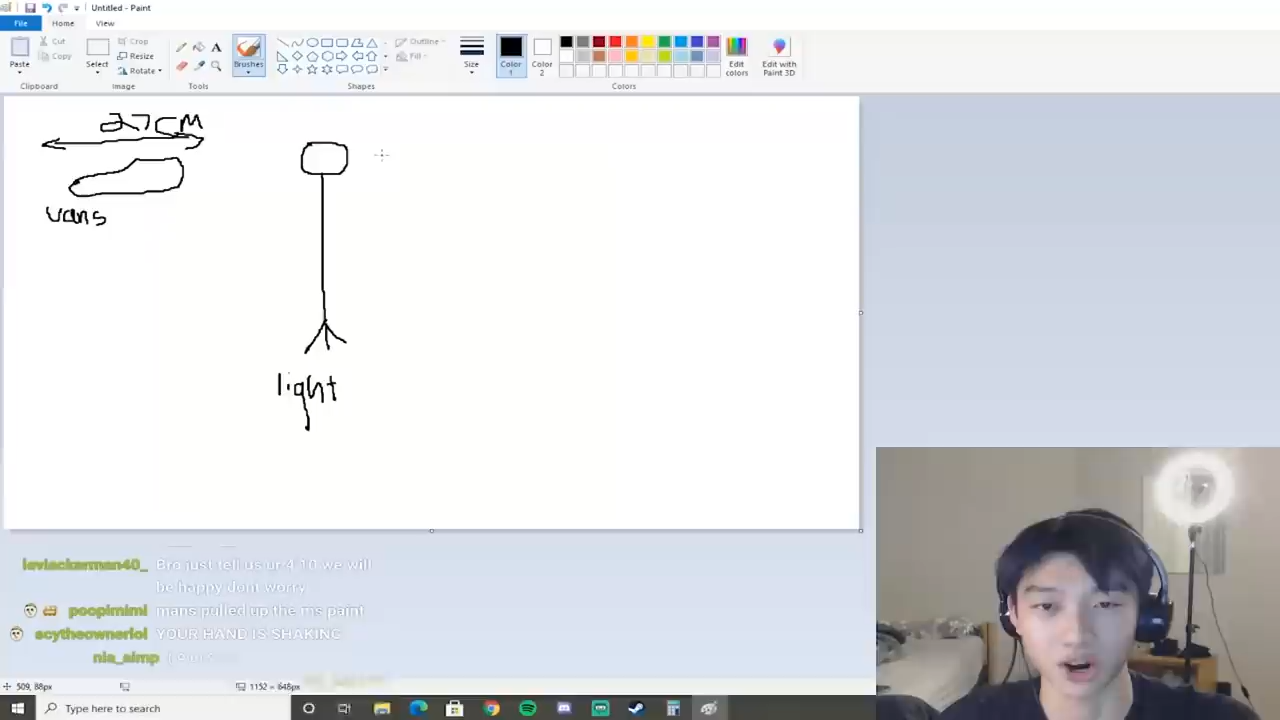 Untitled - Paint
File
Home
View
Paste
Cut
Copy
Clipboard
Select
Crop
Resize
Rotate
Image
Tools
Brushes
Outline
Fill
Shapes
Size
Color 1
Color 2
Colors
Edit colors
Edit with Paint 3D
27CM
vans
light
leviackerman40_ Bro just tell us ur 4 10 we will
be happy dont worry
poopimimi mans pulled up the ms paint
scytheownerlol YOUR HAND IS SHAKING
nia_simp
509, 88px
1152 × 648px
Type here to search